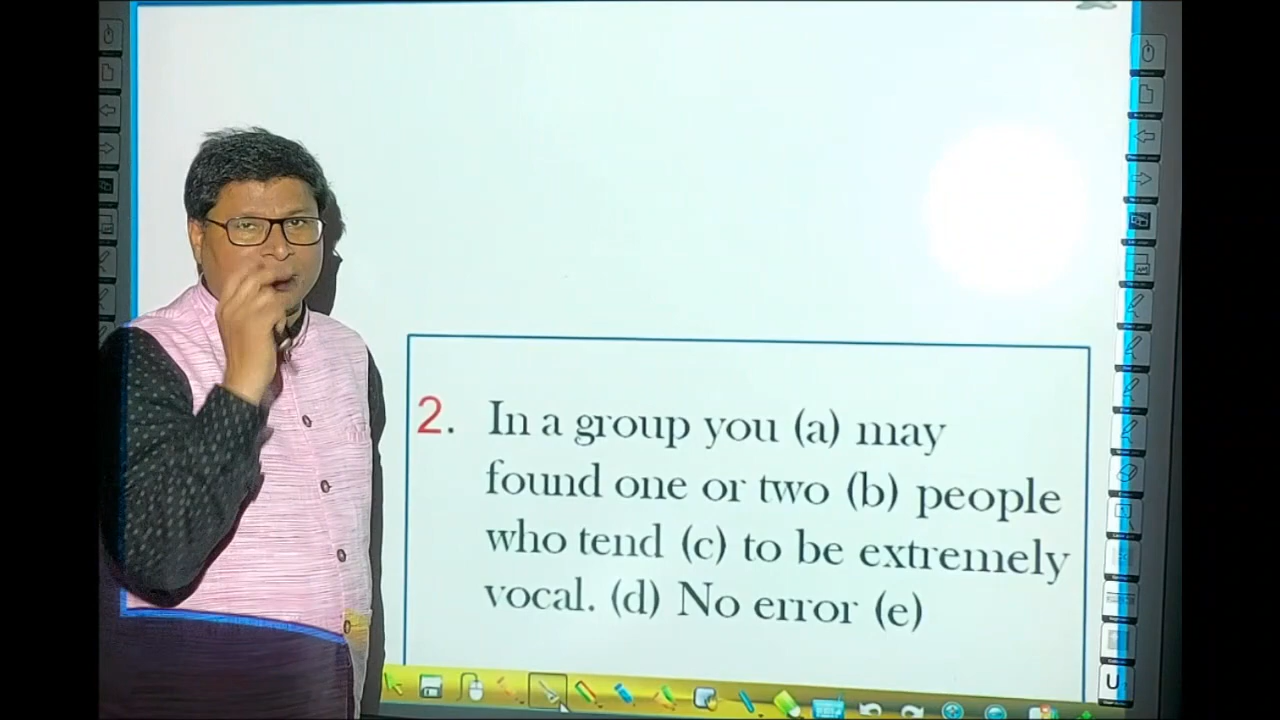 2. In a group you (a) may
found one or two (b) people
who tend (c) to be extremely
vocal. (d) No error (e)
U